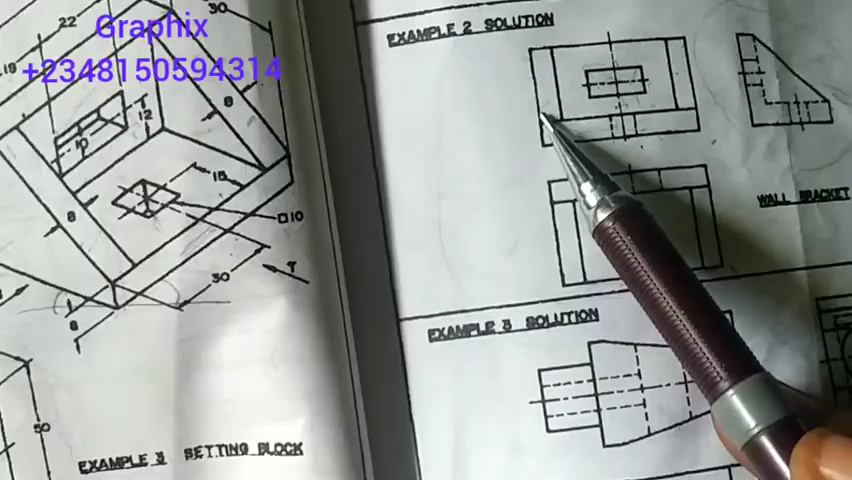 Graphix
+2348150594314
22
30
19
8
10
12
15
8
□10
30
T
8
50
EXAMPLE 3 SETTING BLOCK
EXAMPLE 2 SOLUTION
WALL BRACKET
EXAMPLE 3 SOLUTION